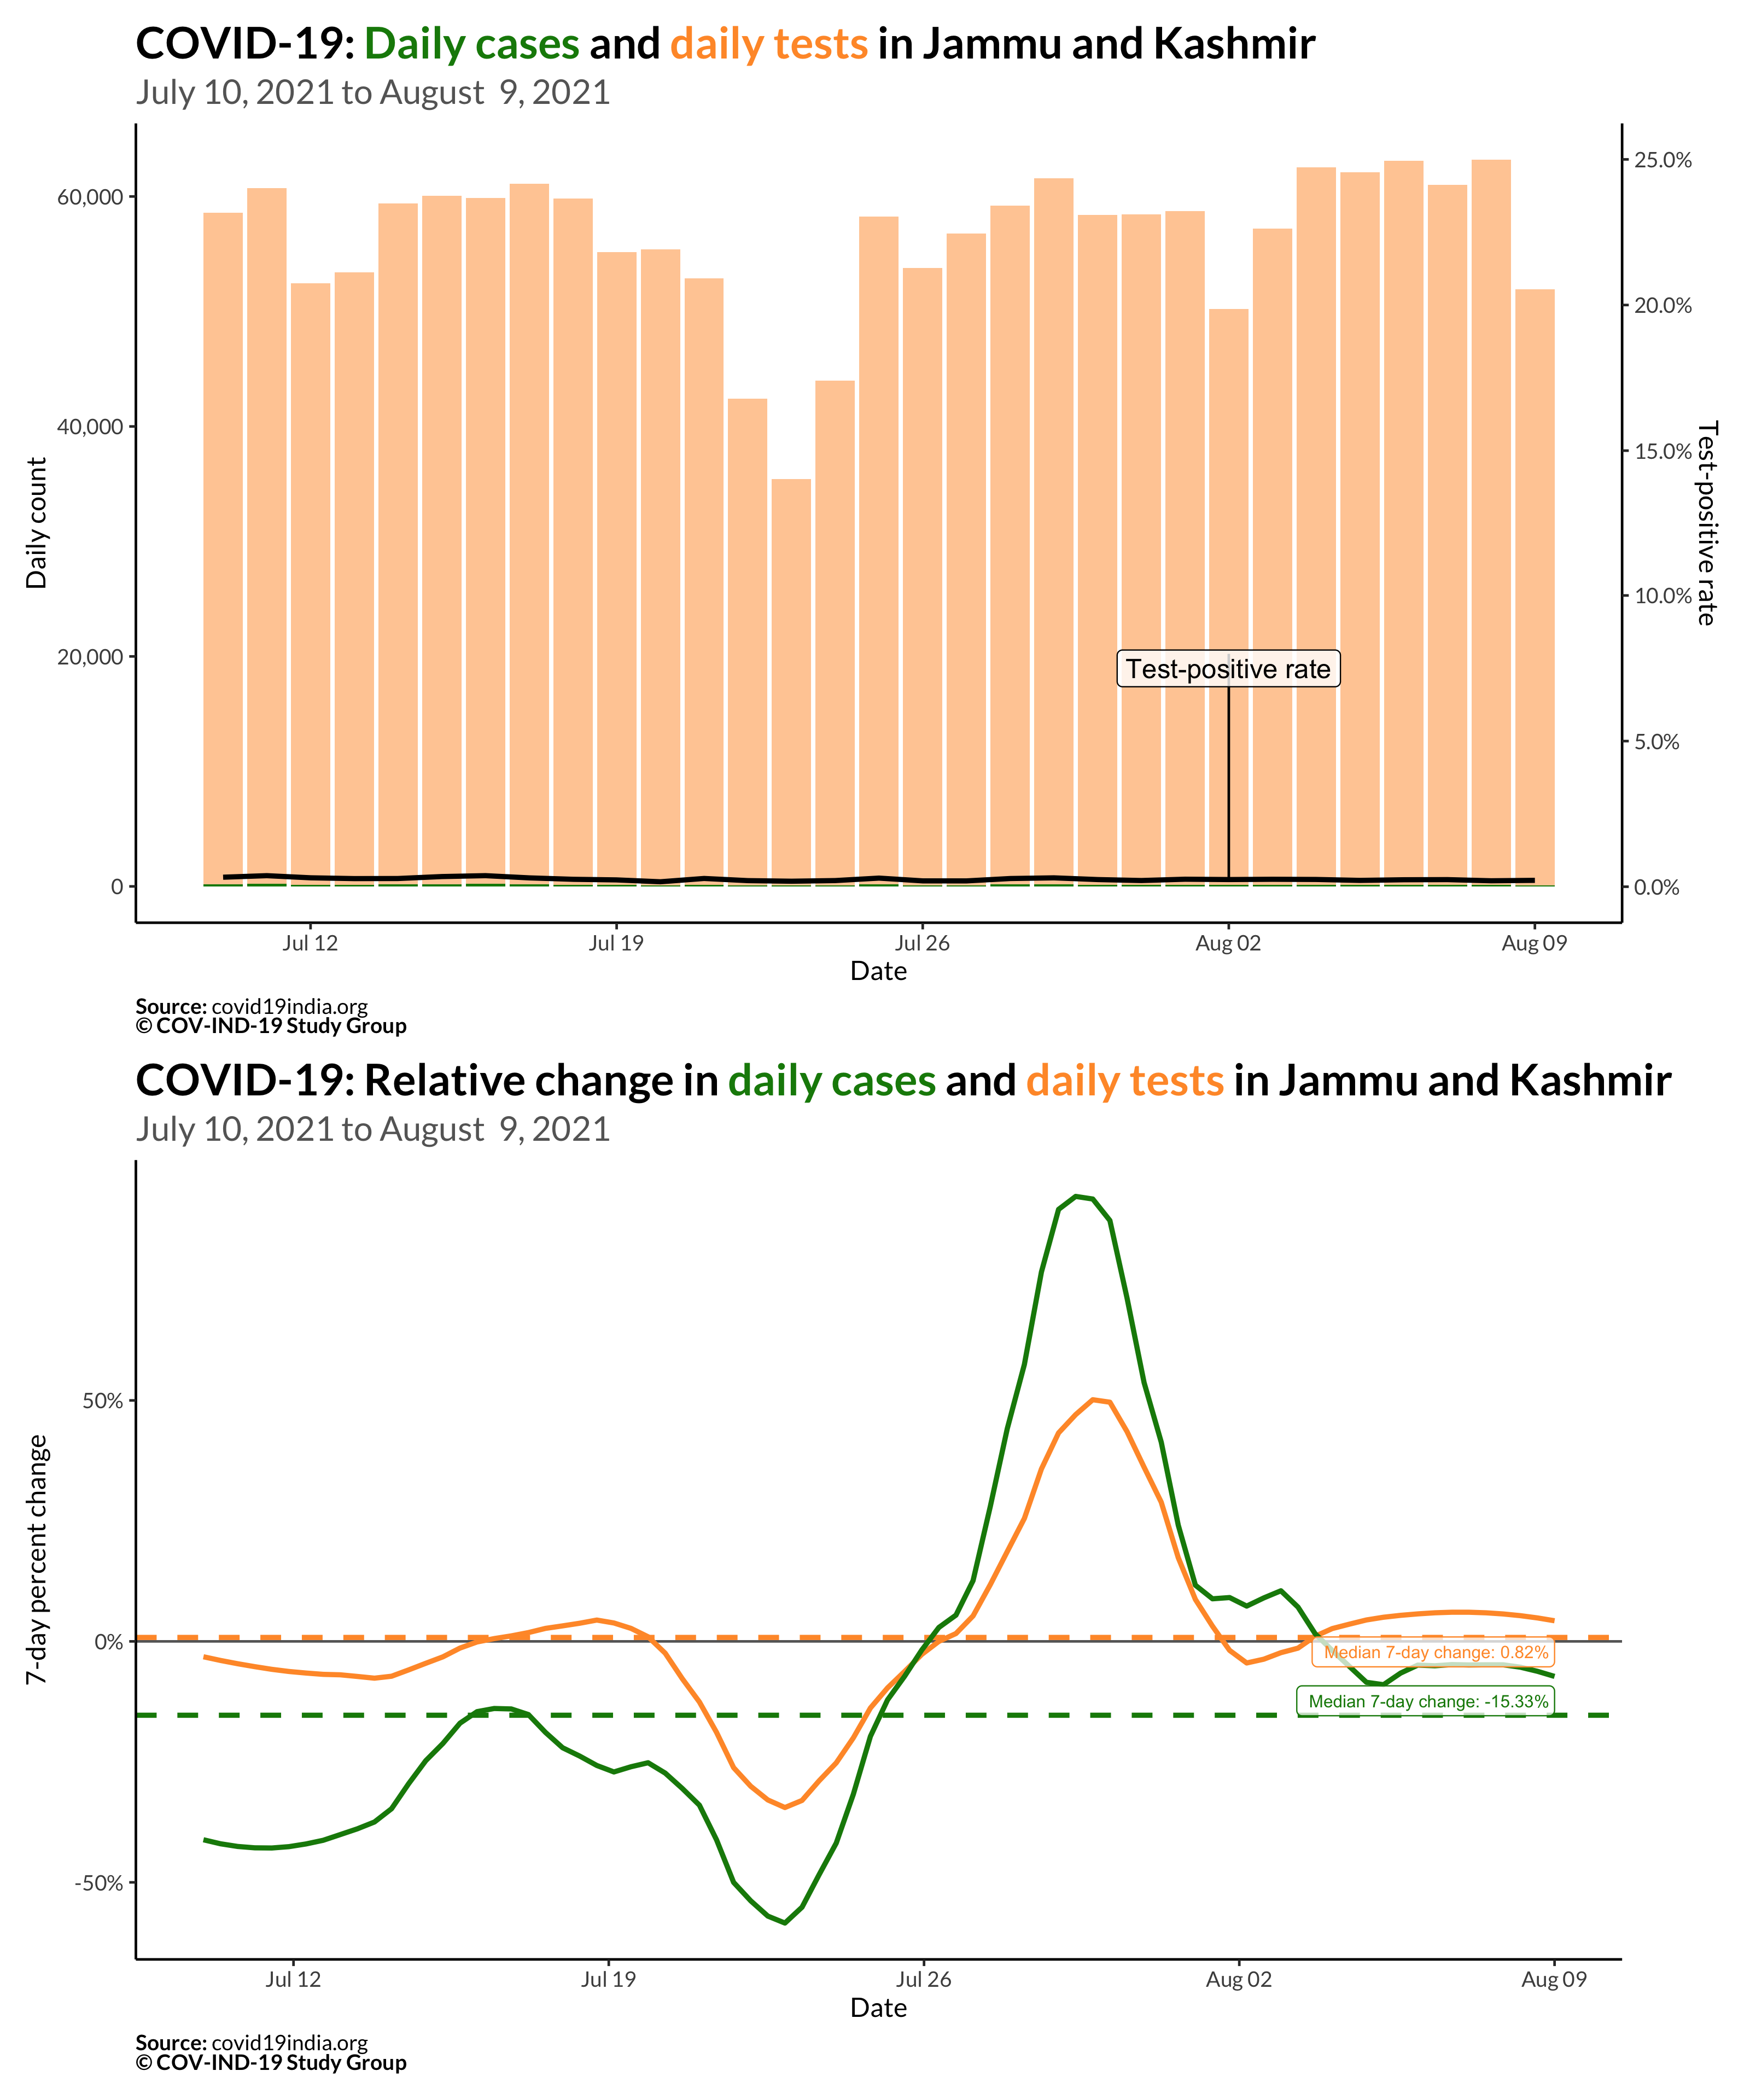 COVID-19: Daily cases and daily tests in Jammu and Kashmir
July 10, 2021 to August  9, 2021
60,000
40,000
20,000
0
Daily count
25.0%
20.0%
15.0%
10.0%
5.0%
0.0%
Test-positive rate
Test-positive rate
Jul 12
Jul 19
Jul 26
Aug 02
Aug 09
Date
Source: covid19india.org
© COV-IND-19 Study Group
COVID-19: Relative change in daily cases and daily tests in Jammu and Kashmir
July 10, 2021 to August  9, 2021
50%
0%
-50%
7-day percent change
Median 7-day change: 0.82%
Median 7-day change: -15.33%
Jul 12
Jul 19
Jul 26
Aug 02
Aug 09
Date
Source: covid19india.org
© COV-IND-19 Study Group